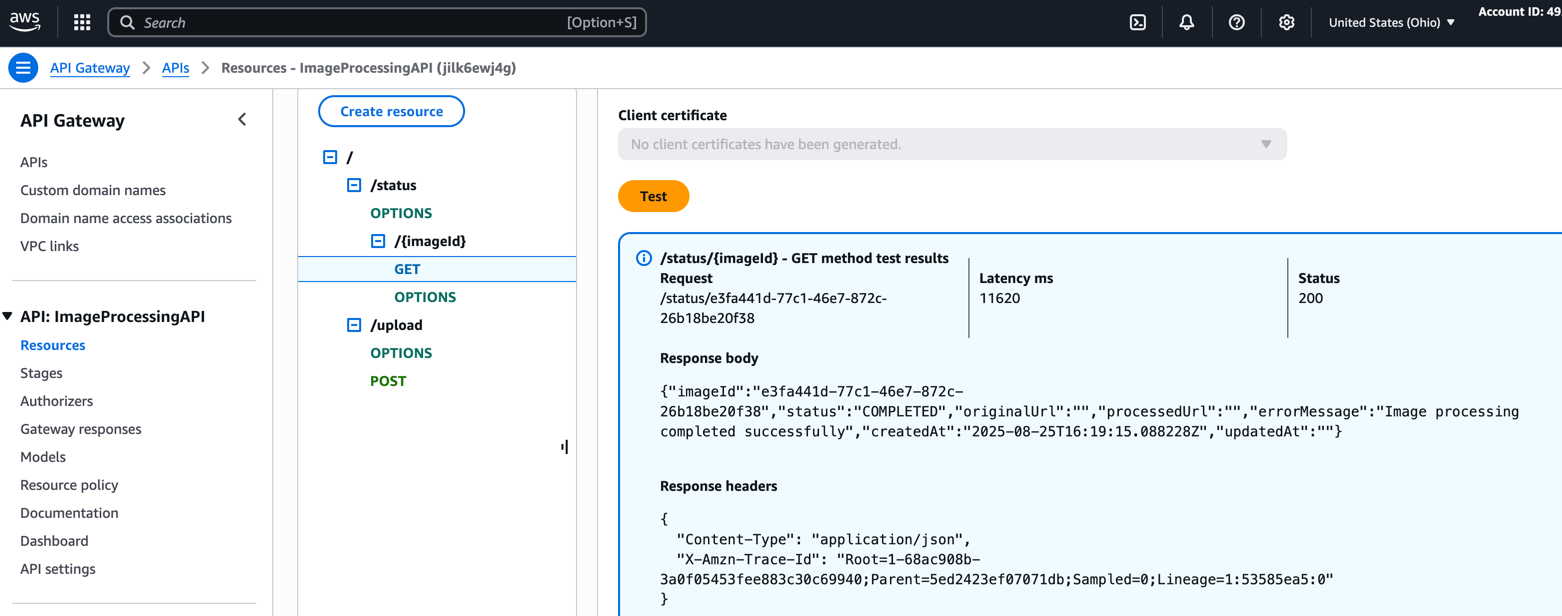 aws
Search
[Option+S]
United States (Ohio)
Account ID: 49
API Gateway
APIs
Resources - ImageProcessingAPI (jilk6ewj4g)
API Gateway
APIs
Custom domain names
Domain name access associations
VPC links
API: ImageProcessingAPI
Resources
Stages
Authorizers
Gateway responses
Models
Resource policy
Documentation
Dashboard
API settings
Create resource
/
/status
OPTIONS
/{imageId}
GET
OPTIONS
/upload
OPTIONS
POST
Client certificate
No client certificates have been generated.
Test
/status/{imageId} - GET method test results
Request
/status/e3fa441d-77c1-46e7-872c-
26b18be20f38
Latency ms
11620
Status
200
Response body
{"imageId":"e3fa441d-77c1-46e7-872c-
26b18be20f38","status":"COMPLETED","originalUrl":"","processedUrl":"","errorMessage":"Image processing
completed successfully","createdAt":"2025-08-25T16:19:15.088228Z","updatedAt":""}
Response headers
{
"Content-Type": "application/json",
"X-Amzn-Trace-Id": "Root=1-68ac908b-
3a0f05453fee883c30c69940;Parent=5ed2423ef07071db;Sampled=0;Lineage=1:53585ea5:0"
}